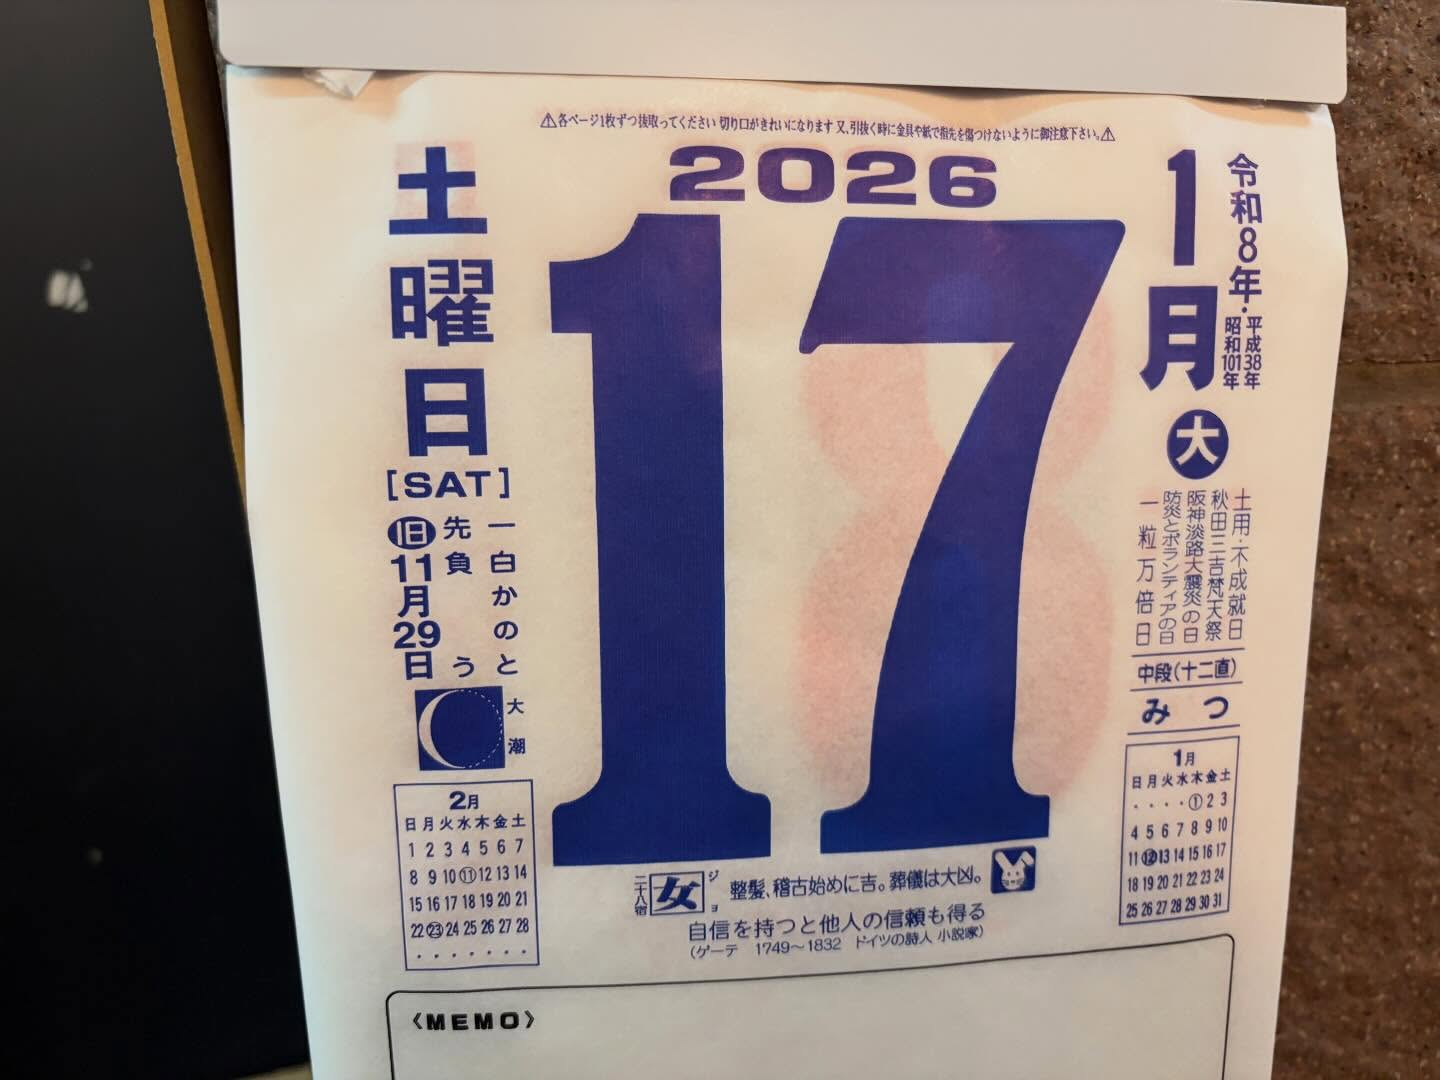 ⚠各ページ1枚ずつ抜取ってください 切り口がきれいになります 又、引抜く時に金具や紙で指先を傷つけないように御注意下さい。⚠
2026
令和8年・平成38年
昭和101年
1月
大
17
土曜日
[SAT]
一白かのとう
先負
旧11月29日
大潮
土用・不成就日
秋田三吉梵天祭
阪神淡路大震災の日
防災とボランティアの日
一粒万倍日
中段(十二直)
みつ
2月
日月火水木金土
1 2 3 4 5 6 7
8 9 10 11 12 13 14
15 16 17 18 19 20 21
22 23 24 25 26 27 28
1月
日月火水木金土
・・・・1 2 3
4 5 6 7 8 9 10
11 12 13 14 15 16 17
18 19 20 21 22 23 24
25 26 27 28 29 30 31
二十八宿 女 ジョ 整髪、稽古始めに吉。葬儀は大凶。
自信を持つと他人の信頼も得る
(ゲーテ 1749〜1832 ドイツの詩人 小説家)
《MEMO》